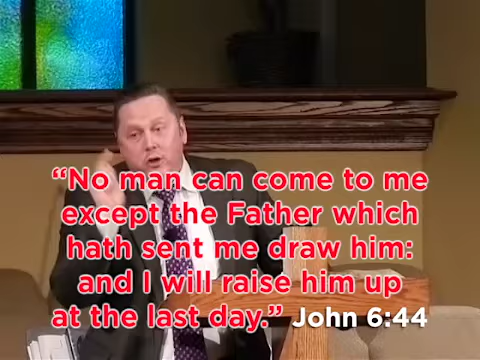 “No man can come to me
except the Father which
hath sent me draw him:
and I will raise him up
at the last day.” John 6:44